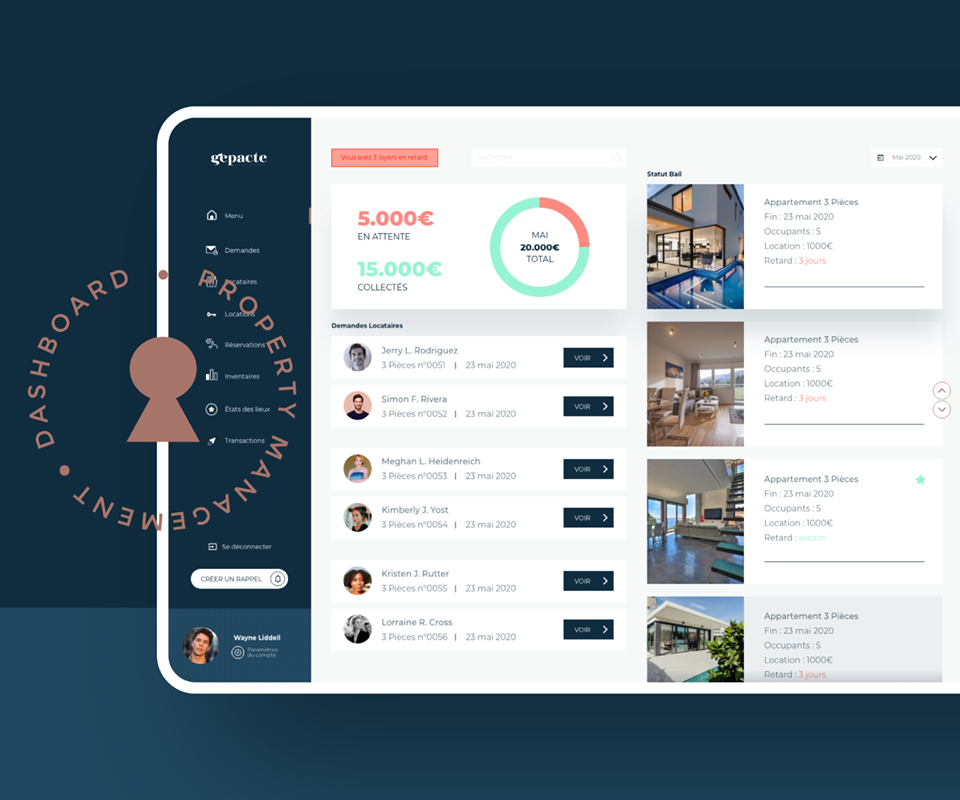 DASHBOARD • PROPERTY MANAGEMENT •
gepacte
Menu
Demandes
Locataires
Locations
Réservations
Inventaires
États des lieux
Transactions
Se déconnecter
CRÉER UN RAPPEL
Wayne Liddell
Paramètres
du compte
Vous avez 3 loyers en retard
Recherche
Mai 2020
5.000€
EN ATTENTE
15.000€
COLLECTÉS
MAI
20.000€
TOTAL
Demandes Locataires
Jerry L. Rodriguez
3 Pièces n°0051 | 23 mai 2020
VOIR
Simon F. Rivera
3 Pièces n°0052 | 23 mai 2020
VOIR
Meghan L. Heidenreich
3 Pièces n°0053 | 23 mai 2020
VOIR
Kimberly J. Yost
3 Pièces n°0054 | 23 mai 2020
VOIR
Kristen J. Rutter
3 Pièces n°0055 | 23 mai 2020
VOIR
Lorraine R. Cross
3 Pièces n°0056 | 23 mai 2020
VOIR
Statut Bail
Appartement 3 Pièces
Fin : 23 mai 2020
Occupants : 5
Location : 1000€
Retard : 3 jours
Appartement 3 Pièces
Fin : 23 mai 2020
Occupants : 5
Location : 1000€
Retard : 3 jours
Appartement 3 Pièces
Fin : 23 mai 2020
Occupants : 5
Location : 1000€
Retard : aucun
Appartement 3 Pièces
Fin : 23 mai 2020
Occupants : 5
Location : 1000€
Retard : 3 jours